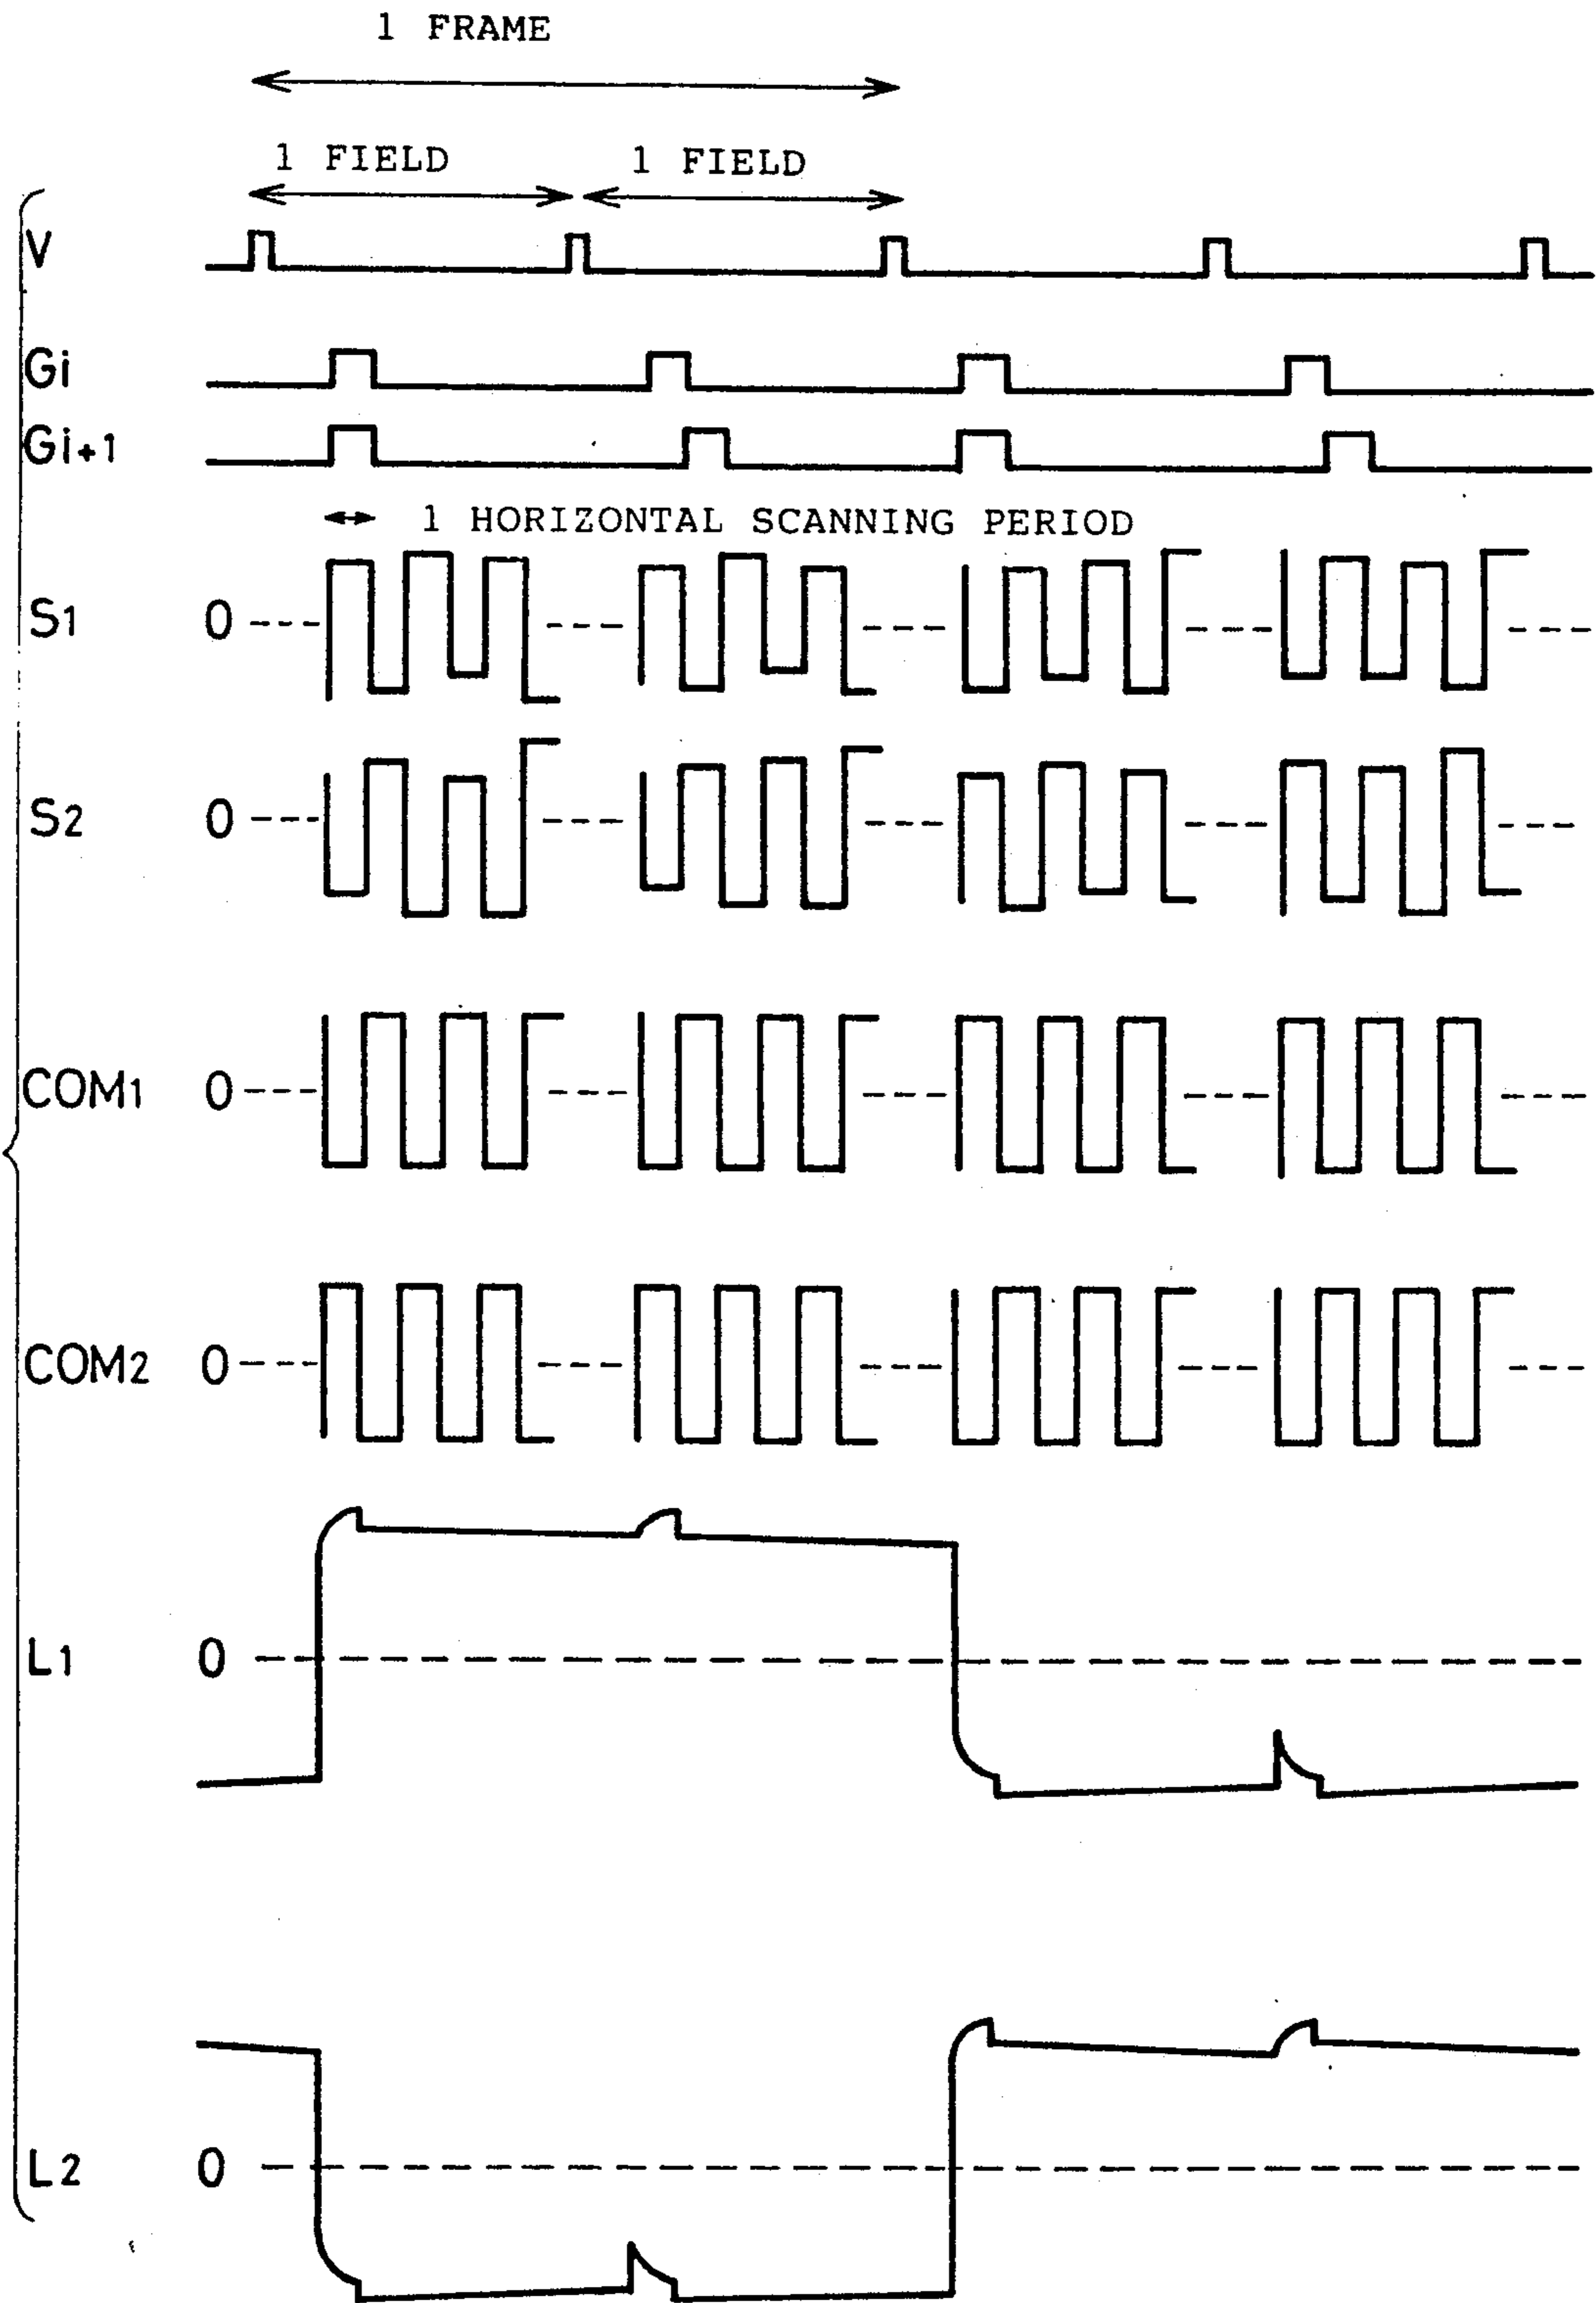 1 FRAME
1 FIELD 1 FIELD
V
Gi
Gi+1
1 HORIZONTAL SCANNING PERIOD
S1 0
S2 0
COM1 0
COM2 0
L1 0
L2 0